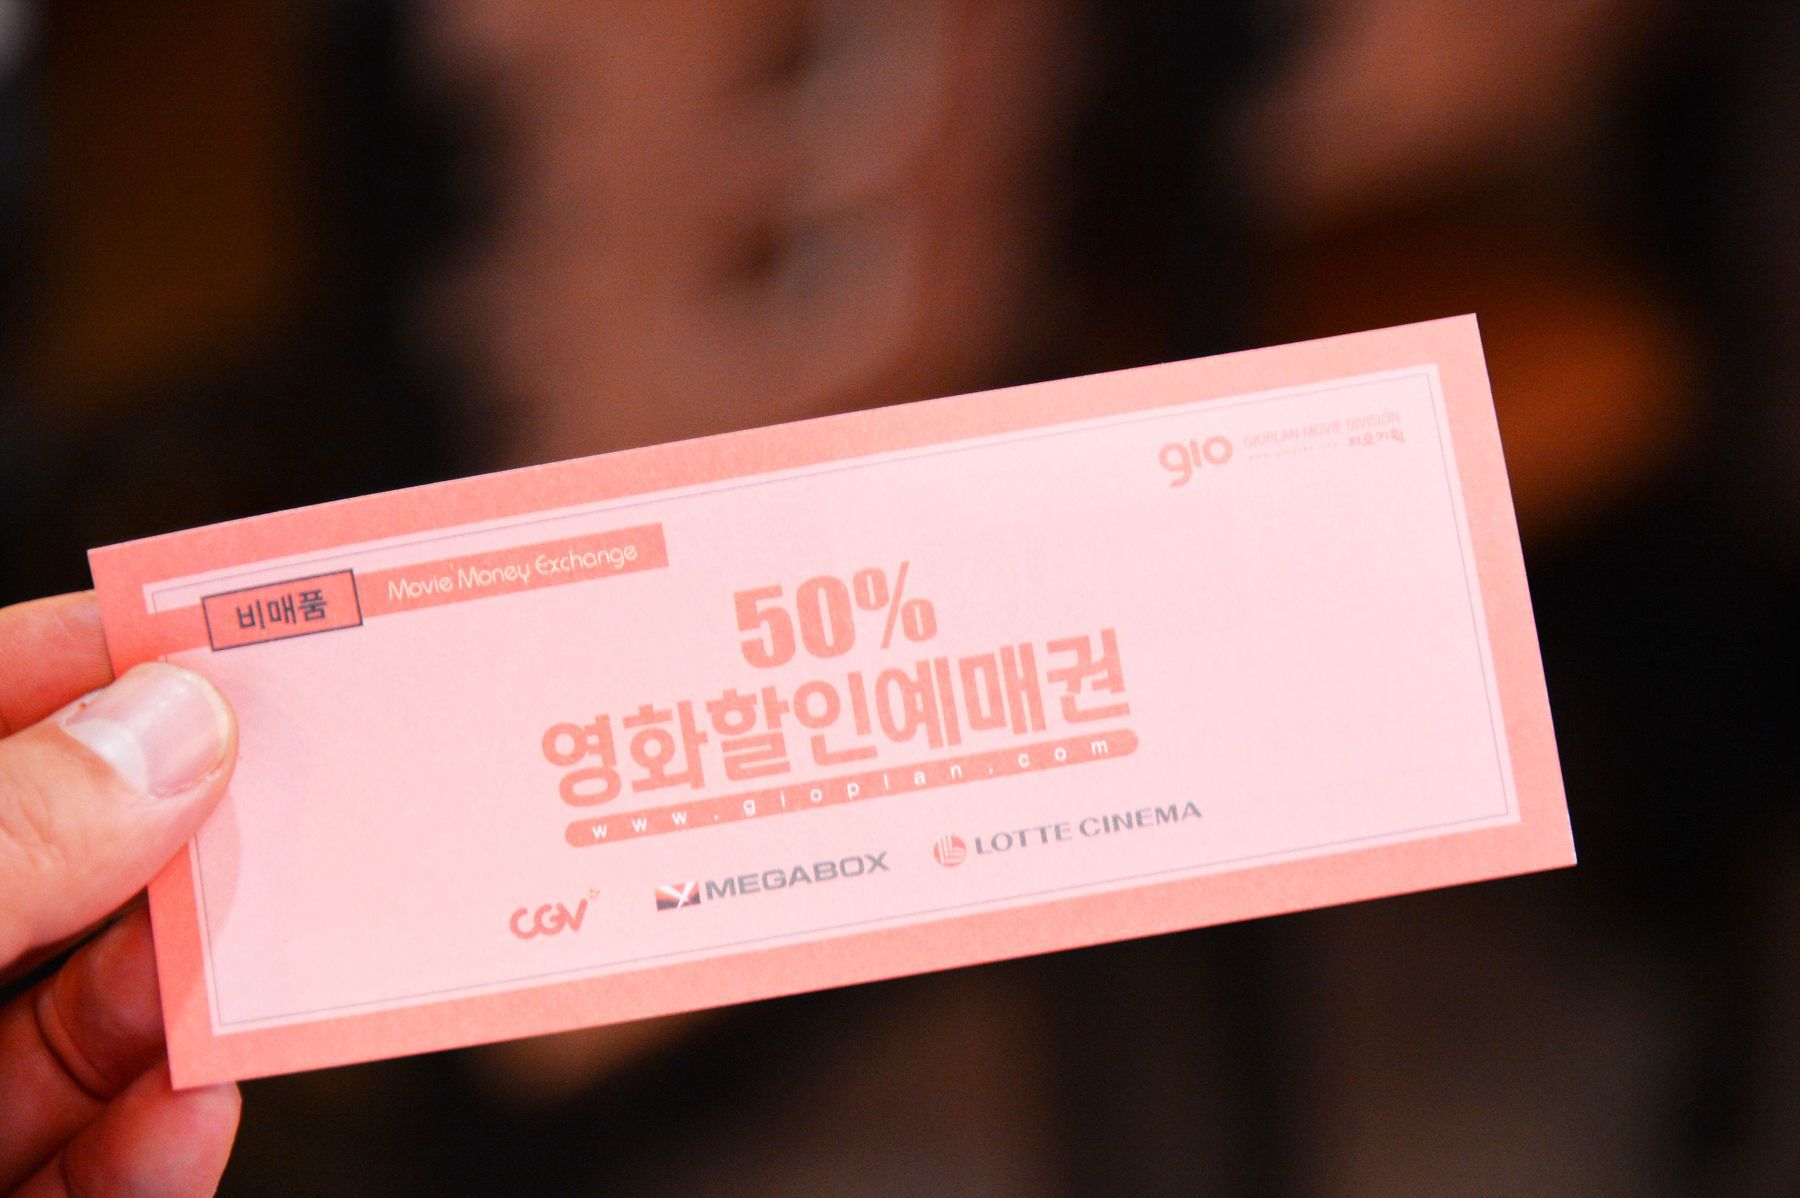 gio GIOPLAN-MOVIE DIVISION
지오기획
비매품 Movie Money Exchange
50%
영화할인예매권
www.gioplan.com
CGV MEGABOX LOTTE CINEMA